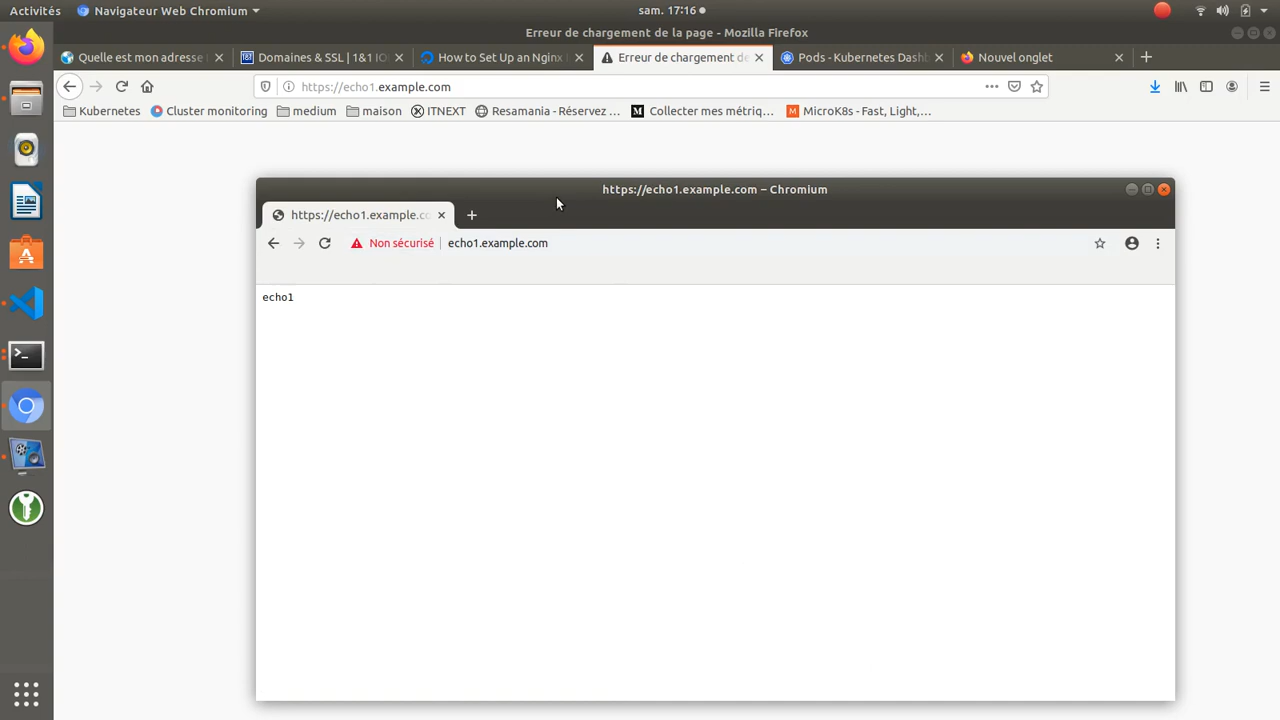 Activités
Navigateur Web Chromium
sam. 17:16
Erreur de chargement de la page - Mozilla Firefox
Quelle est mon adresse
Domaines & SSL | 1&1 IO
How to Set Up an Nginx
Erreur de chargement de
Pods - Kubernetes Dashb
Nouvel onglet
https://echo1.example.com
Kubernetes
Cluster monitoring
medium
maison
ITNEXT
Resamania - Réservez ...
Collecter mes métriq...
MicroK8s - Fast, Light,...
https://echo1.example.com – Chromium
https://echo1.example.co
Non sécurisé
echo1.example.com
echo1